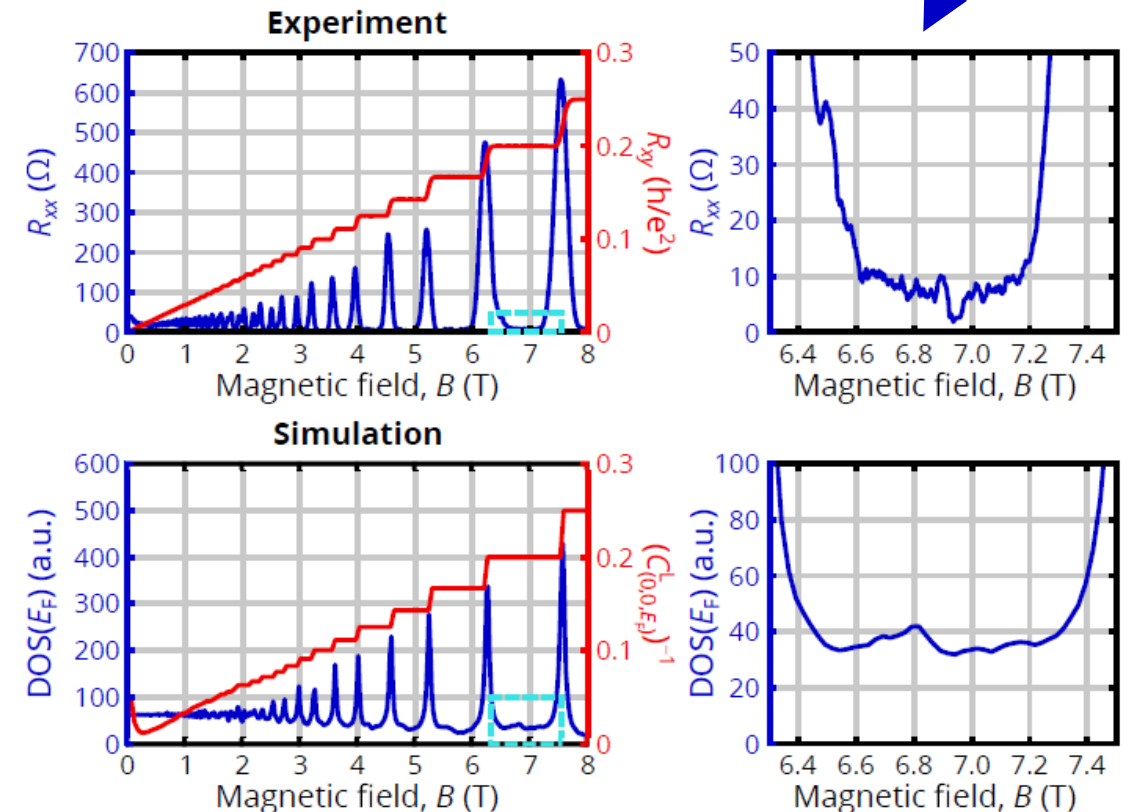 Experiment
700
600
500
400
300
200
100
0
R_xx (Ω)
0.3
0.2
0.1
0
R_xy (h/e²)
0 1 2 3 4 5 6 7 8
Magnetic field, B (T)
50
40
30
20
10
0
R_xx (Ω)
6.4 6.6 6.8 7.0 7.2 7.4
Magnetic field, B (T)
Simulation
600
500
400
300
200
100
0
DOS(E_F) (a.u.)
0.3
0.2
0.1
0
(C^L_(0,0,E_F))⁻¹
0 1 2 3 4 5 6 7 8
Magnetic field, B (T)
100
80
60
40
20
0
DOS(E_F) (a.u.)
6.4 6.6 6.8 7.0 7.2 7.4
Magnetic field, B (T)